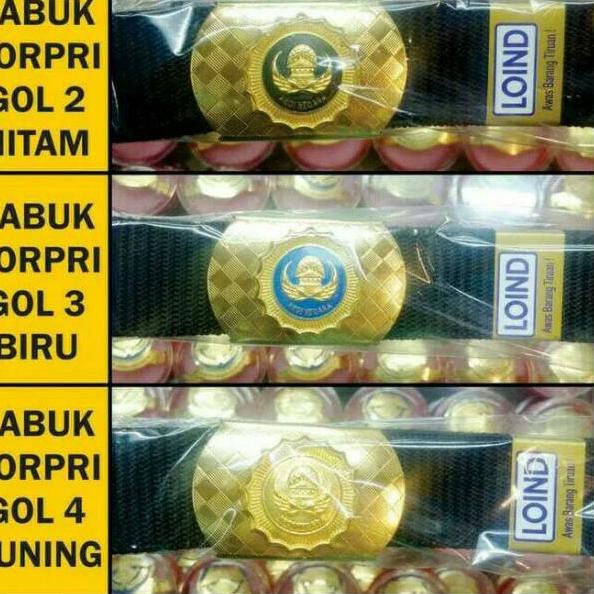 ABUK
ORPRI
GOL 2
HITAM
LOIND
Awas Barang Tiruan !
ABUK
ORPRI
GOL 3
BIRU
LOIND
Awas Barang Tiruan !
ABUK
ORPRI
GOL 4
UNING
LOIND
Awas Barang Tiruan !